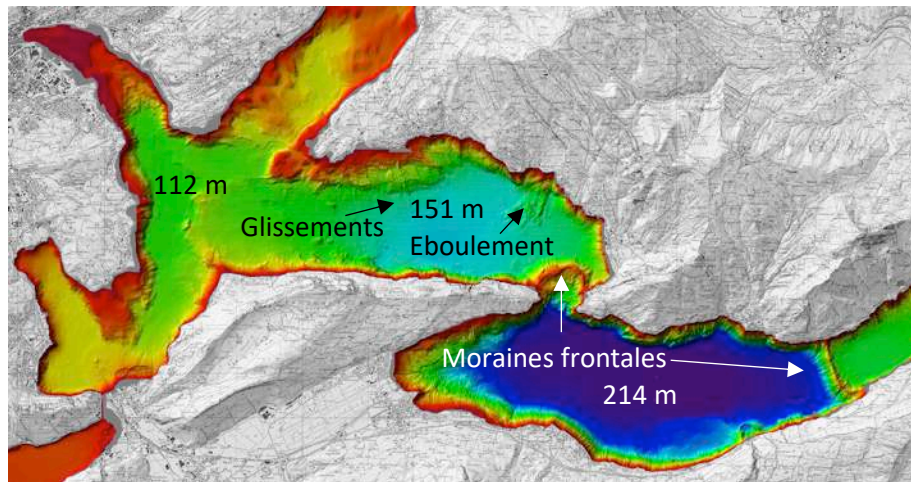 112 m
151 m
Glissements
Eboulement
Moraines frontales
214 m